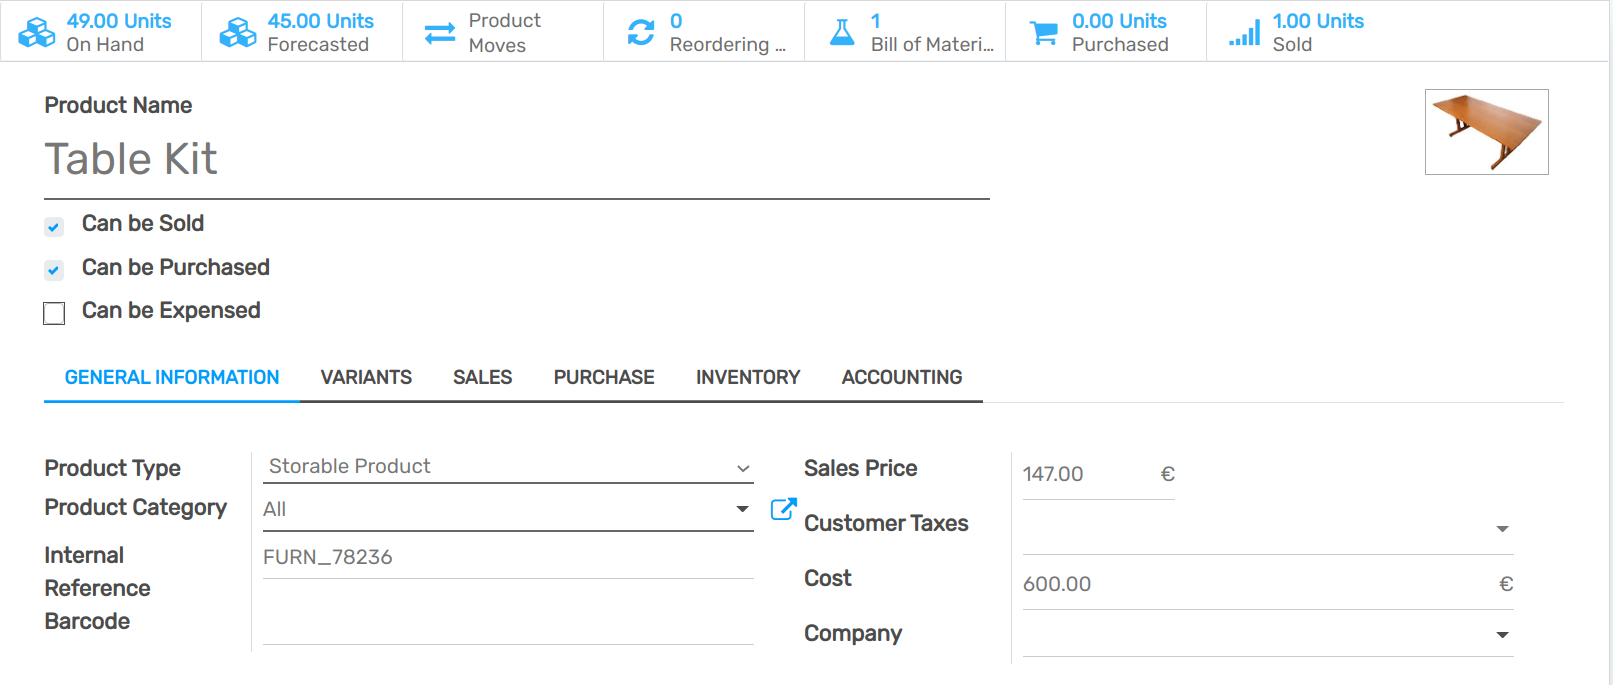 49.00 Units
On Hand
45.00 Units
Forecasted
Product
Moves
0
Reordering ...
1
Bill of Materi...
0.00 Units
Purchased
1.00 Units
Sold
Product Name
Table Kit
Can be Sold
Can be Purchased
Can be Expensed
GENERAL INFORMATION VARIANTS SALES PURCHASE INVENTORY ACCOUNTING
Product Type Storable Product
Product Category All
Internal
Reference
FURN_78236
Barcode
Sales Price 147.00 €
Customer Taxes
Cost 600.00 €
Company